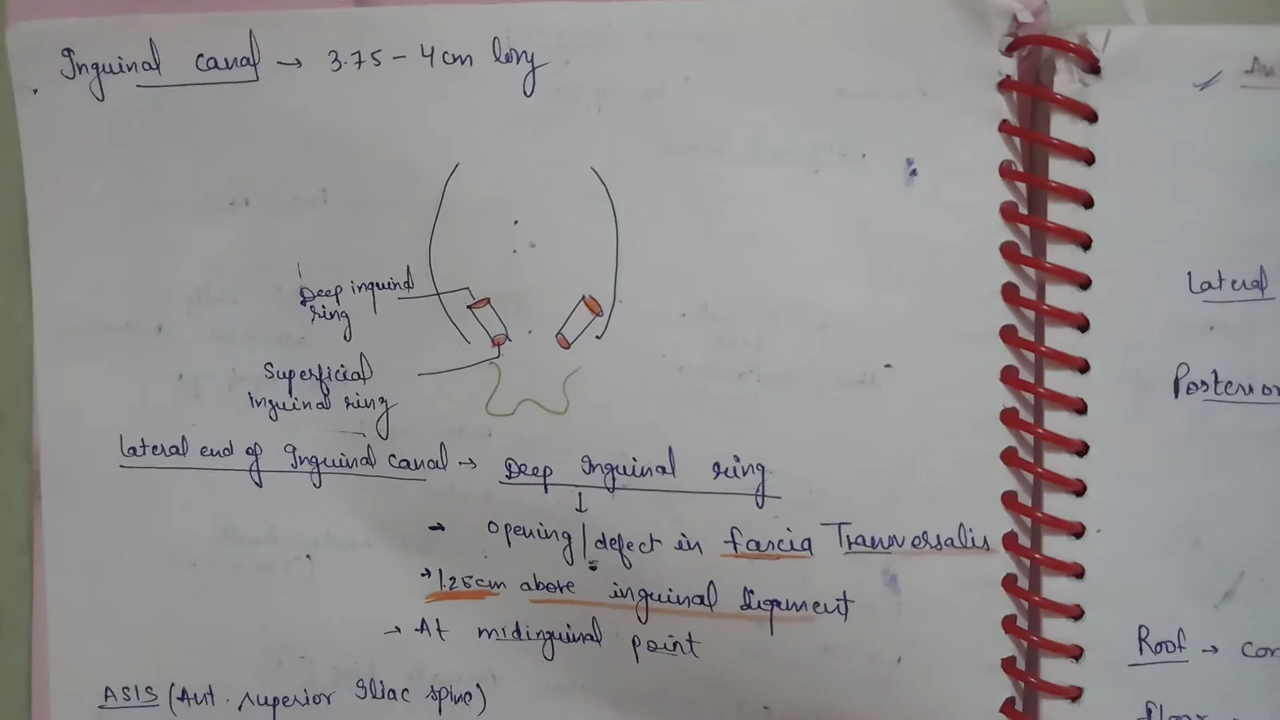 Inguinal canal → 3.75 – 4cm long
Deep inguinal
ring
Superficial
Inguinal ring
Lateral end of Inguinal canal → Deep Inguinal ring
↓
→ opening/defect in fascia Transversalis
→ 1.25cm above inguinal ligament
→ At midinguinal point
ASIS (Ant. superior Iliac spine)
Lateral
Posterior
Roof →